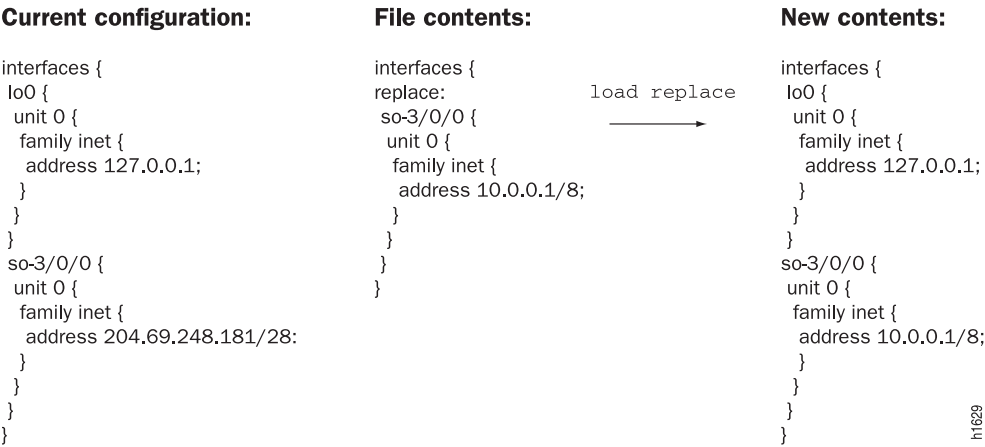 Current configuration:
interfaces {
lo0 {
unit 0 {
family inet {
address 127.0.0.1;
}
}
}
so-3/0/0 {
unit 0 {
family inet {
address 204.69.248.181/28:
}
}
}
}
File contents:
interfaces {
replace:
so-3/0/0 {
unit 0 {
family inet {
address 10.0.0.1/8;
}
}
}
}
load replace
New contents:
interfaces {
lo0 {
unit 0 {
family inet {
address 127.0.0.1;
}
}
}
so-3/0/0 {
unit 0 {
family inet {
address 10.0.0.1/8;
}
}
}
}
h1629